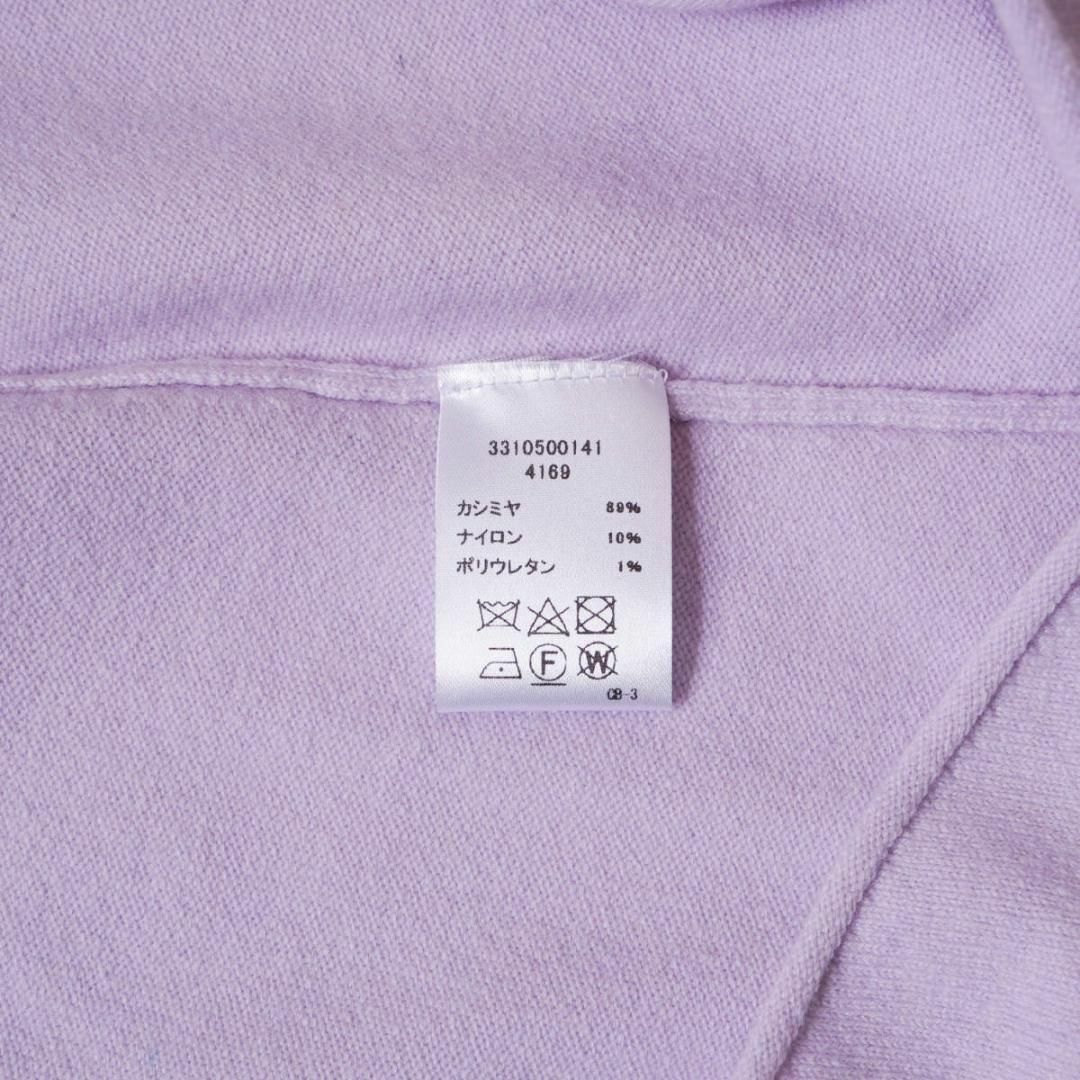 3310500141
4169
カシミヤ 89%
ナイロン 10%
ポリウレタン 1%
F W
CB-3